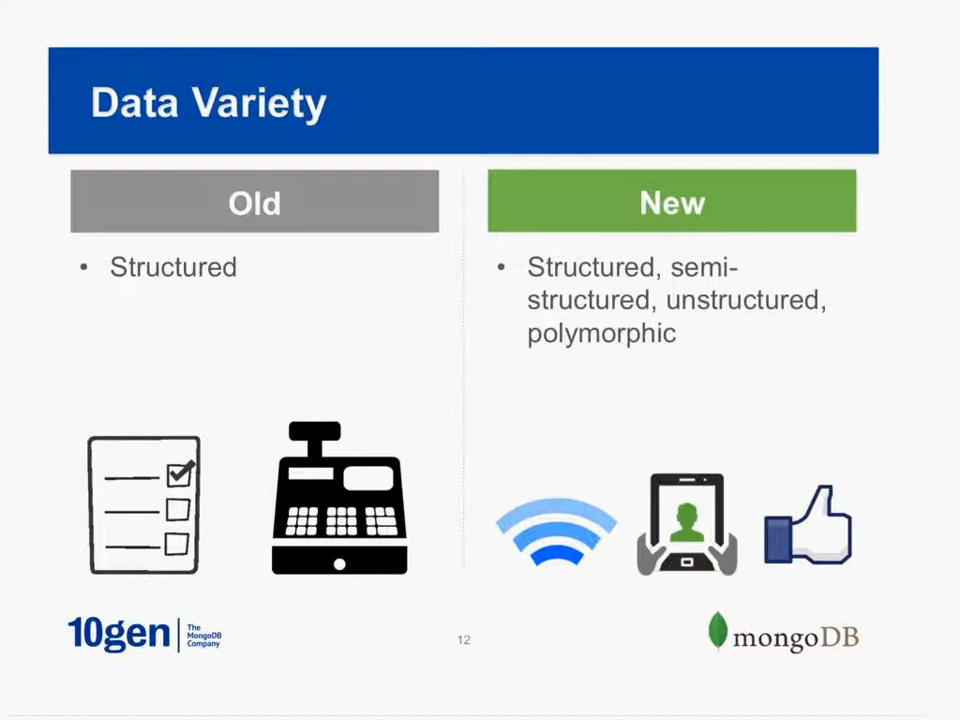 Data Variety
Old
• Structured
New
• Structured, semi-
structured, unstructured,
polymorphic
10gen
The
MongoDB
Company
12
mongoDB